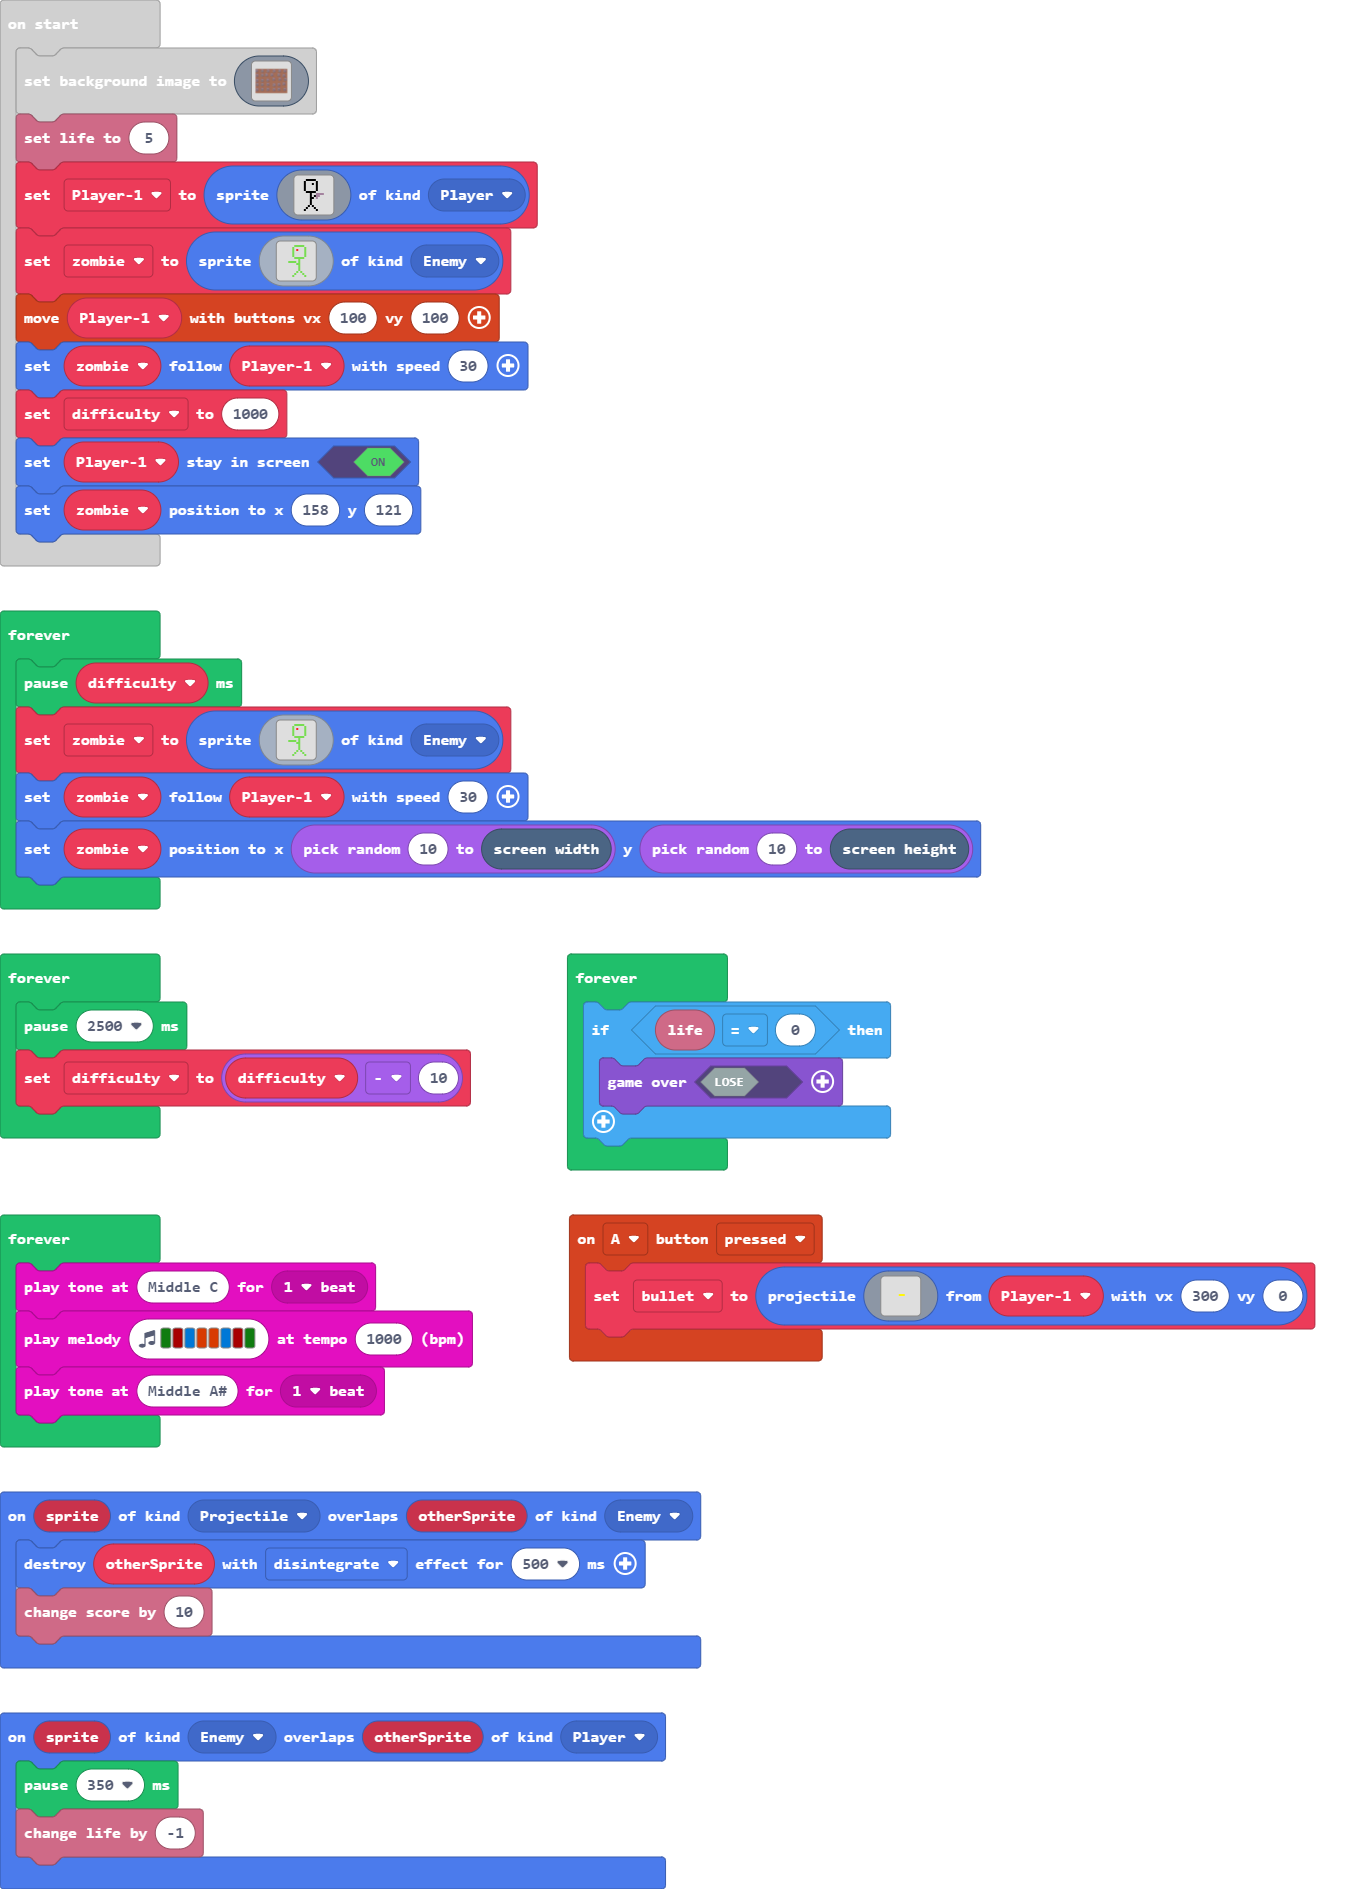 on start
set background image to
set life to 5
set Player-1 to sprite of kind Player
set zombie to sprite of kind Enemy
move Player-1 with buttons vx 100 vy 100
set zombie follow Player-1 with speed 30
set difficulty to 1000
set Player-1 stay in screen ON
set zombie position to x 158 y 121
forever
pause difficulty ms
set zombie to sprite of kind Enemy
set zombie follow Player-1 with speed 30
set zombie position to x pick random 10 to screen width y pick random 10 to screen height
forever
pause 2500 ms
set difficulty to difficulty - 10
forever
if life = 0 then
game over LOSE
forever
play tone at Middle C for 1 beat
play melody at tempo 1000 (bpm)
play tone at Middle A# for 1 beat
on A button pressed
set bullet to projectile from Player-1 with vx 300 vy 0
on sprite of kind Projectile overlaps otherSprite of kind Enemy
destroy otherSprite with disintegrate effect for 500 ms
change score by 10
on sprite of kind Enemy overlaps otherSprite of kind Player
pause 350 ms
change life by -1